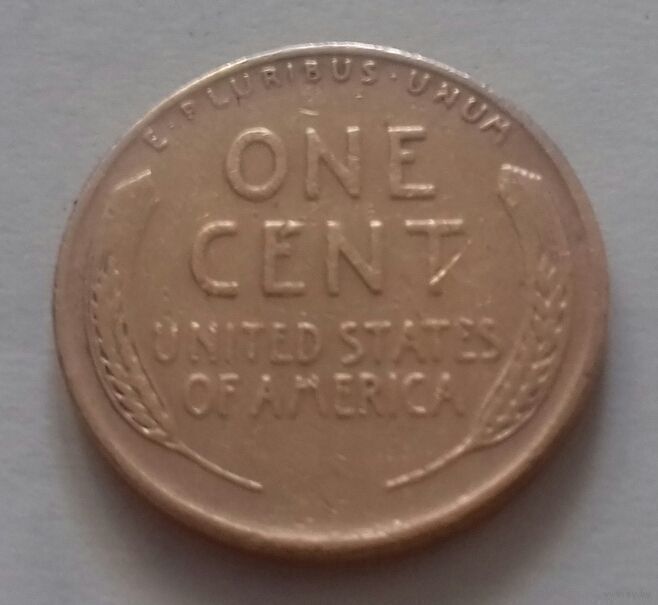 E·PLURIBUS·UNUM
ONE
CENT
UNITED STATES
OF AMERICA